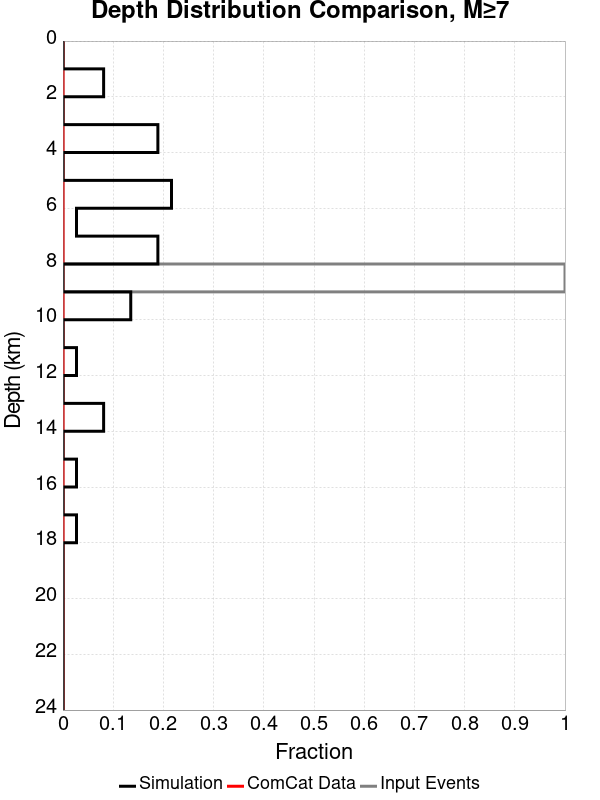 Depth Distribution Comparison, M≥7
0
2
4
6
8
10
12
14
16
18
20
22
24
Depth (km)
0 0.1 0.2 0.3 0.4 0.5 0.6 0.7 0.8 0.9 1
Fraction
Simulation ComCat Data Input Events